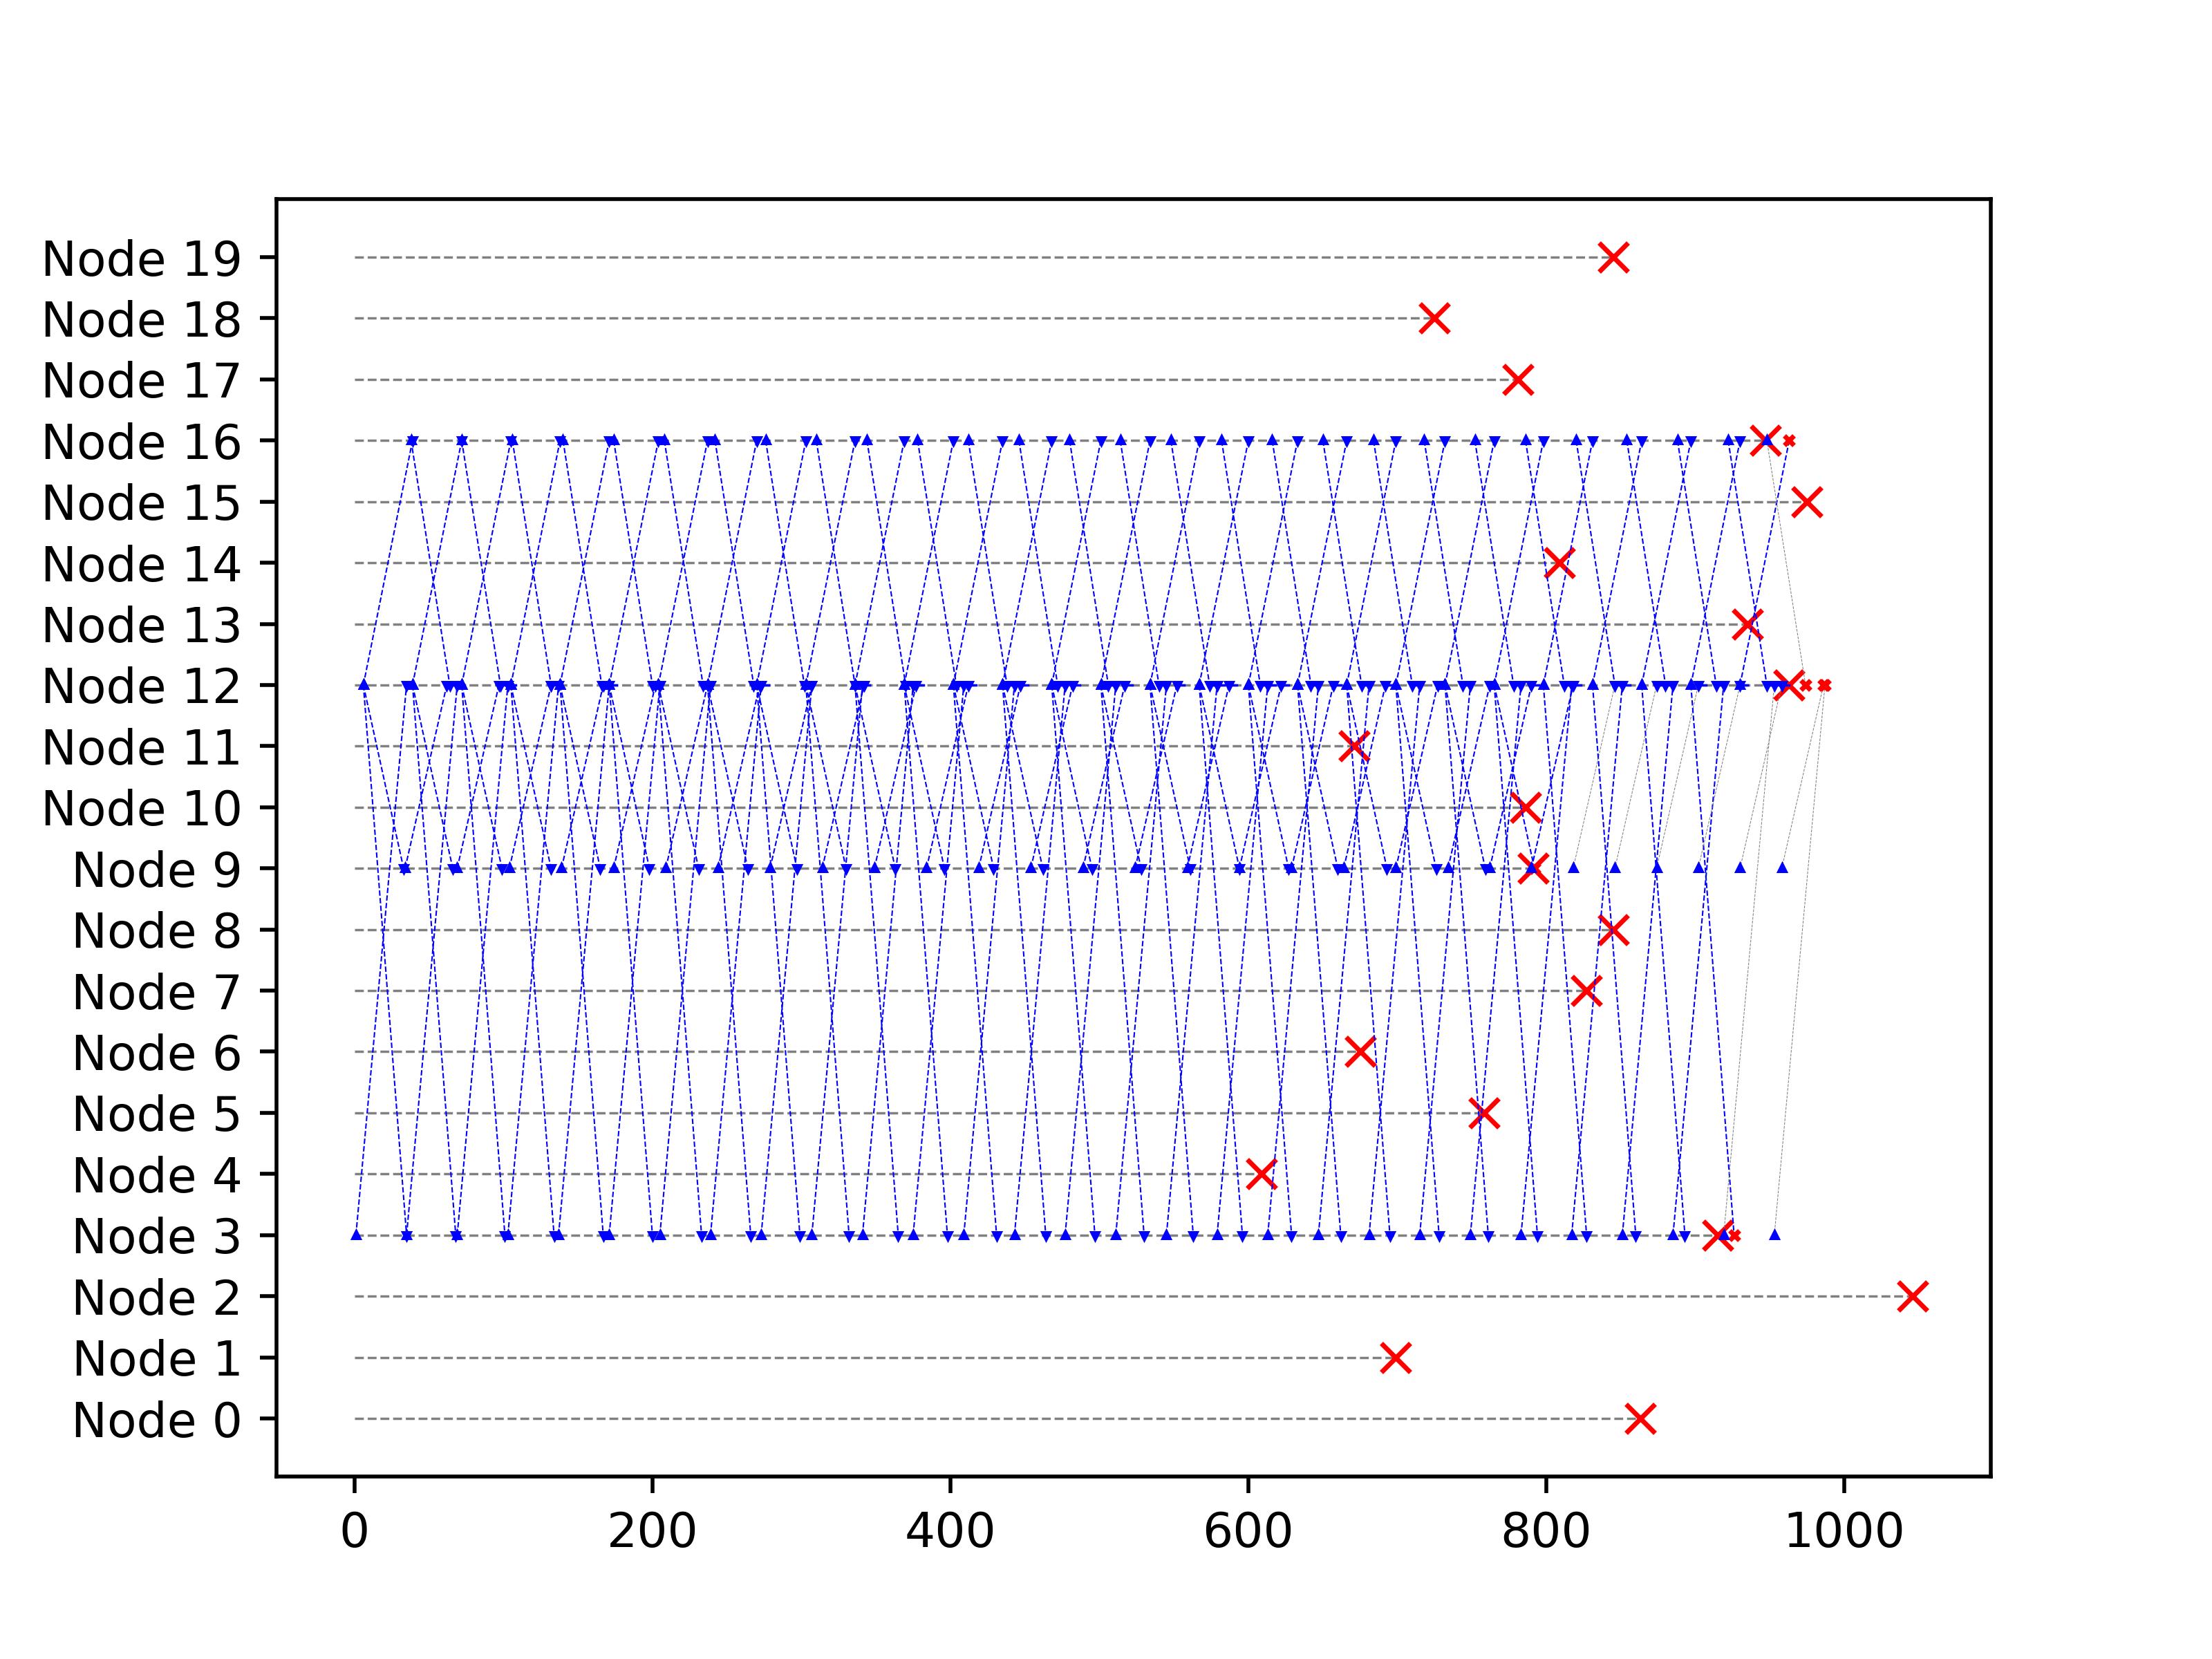 Node 19
Node 18
Node 17
Node 16
Node 15
Node 14
Node 13
Node 12
Node 11
Node 10
Node 9
Node 8
Node 7
Node 6
Node 5
Node 4
Node 3
Node 2
Node 1
Node 0
0 200 400 600 800 1000